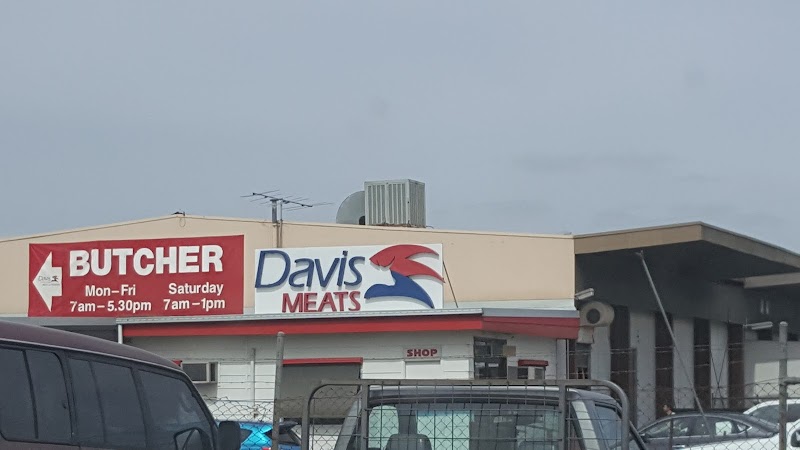 BUTCHER
Mon-Fri Saturday
7am-5.30pm 7am-1pm
Davis
MEATS
SHOP